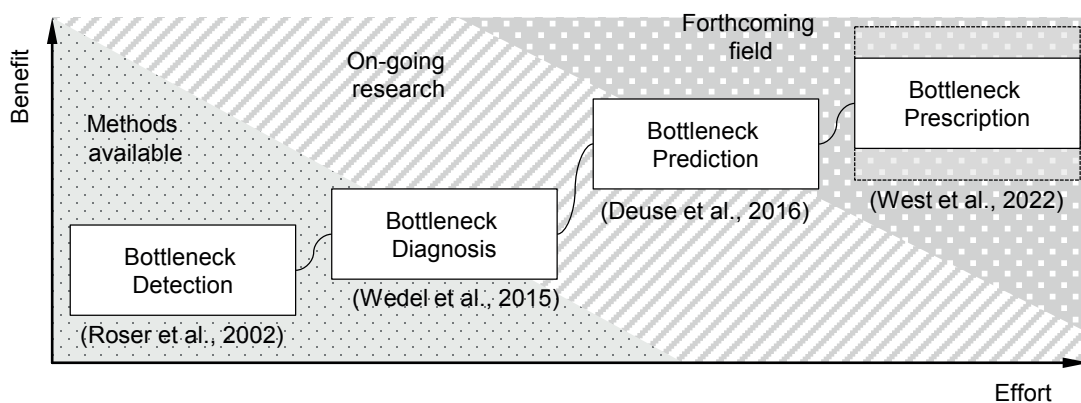 Benefit
Methods
available
On-going
research
Forthcoming
field
Bottleneck
Detection
(Roser et al., 2002)
Bottleneck
Diagnosis
(Wedel et al., 2015)
Bottleneck
Prediction
(Deuse et al., 2016)
Bottleneck
Prescription
(West et al., 2022)
Effort